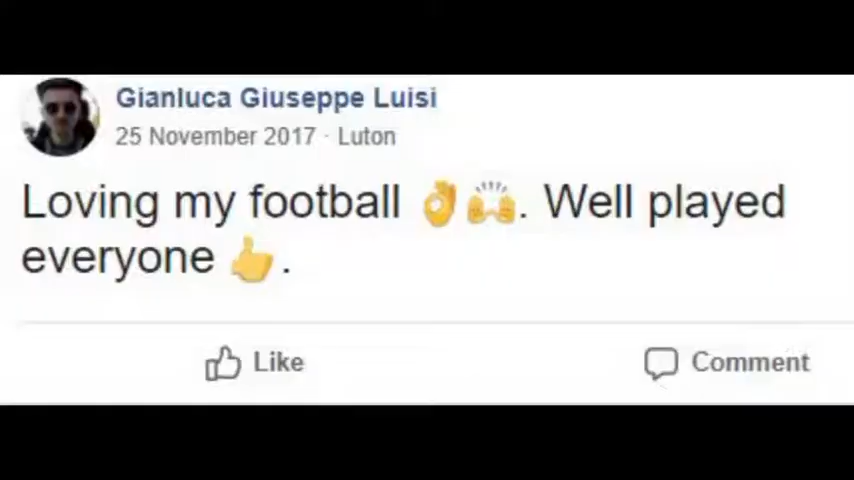 Gianluca Giuseppe Luisi
25 November 2017 · Luton
Loving my football 👌🙌. Well played
everyone 👍.
Like
Comment